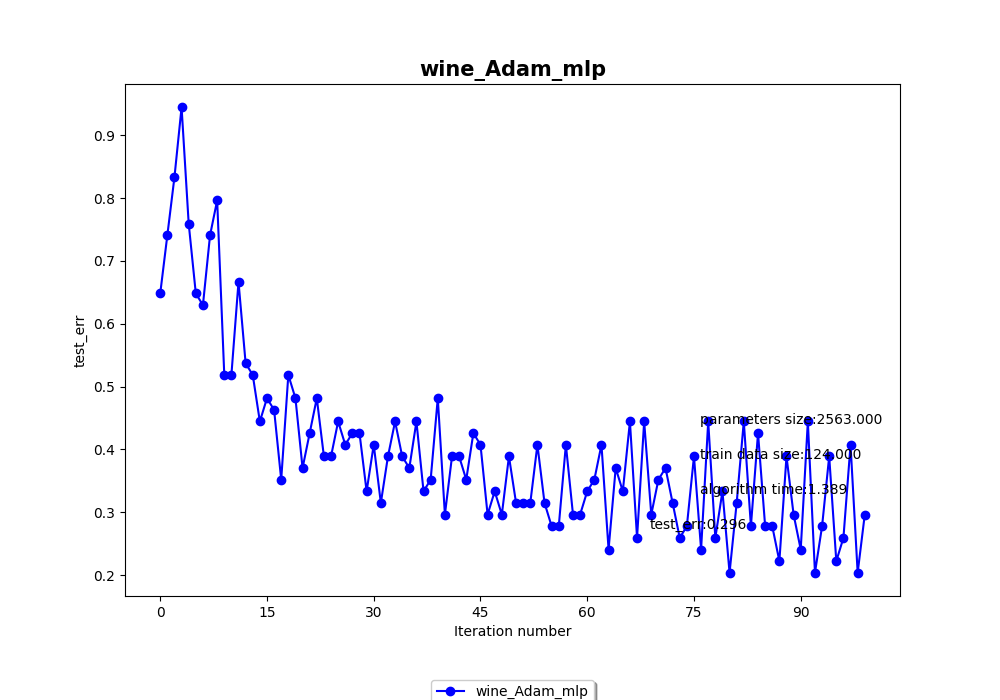 wine_Adam_mlp
0.9
0.8
0.7
0.6
0.5
0.4
0.3
0.2
test_err
parameters size:2563.000
train data size:124.000
algorithm time:1.389
test_err:0.296
0 15 30 45 60 75 90
Iteration number
wine_Adam_mlp